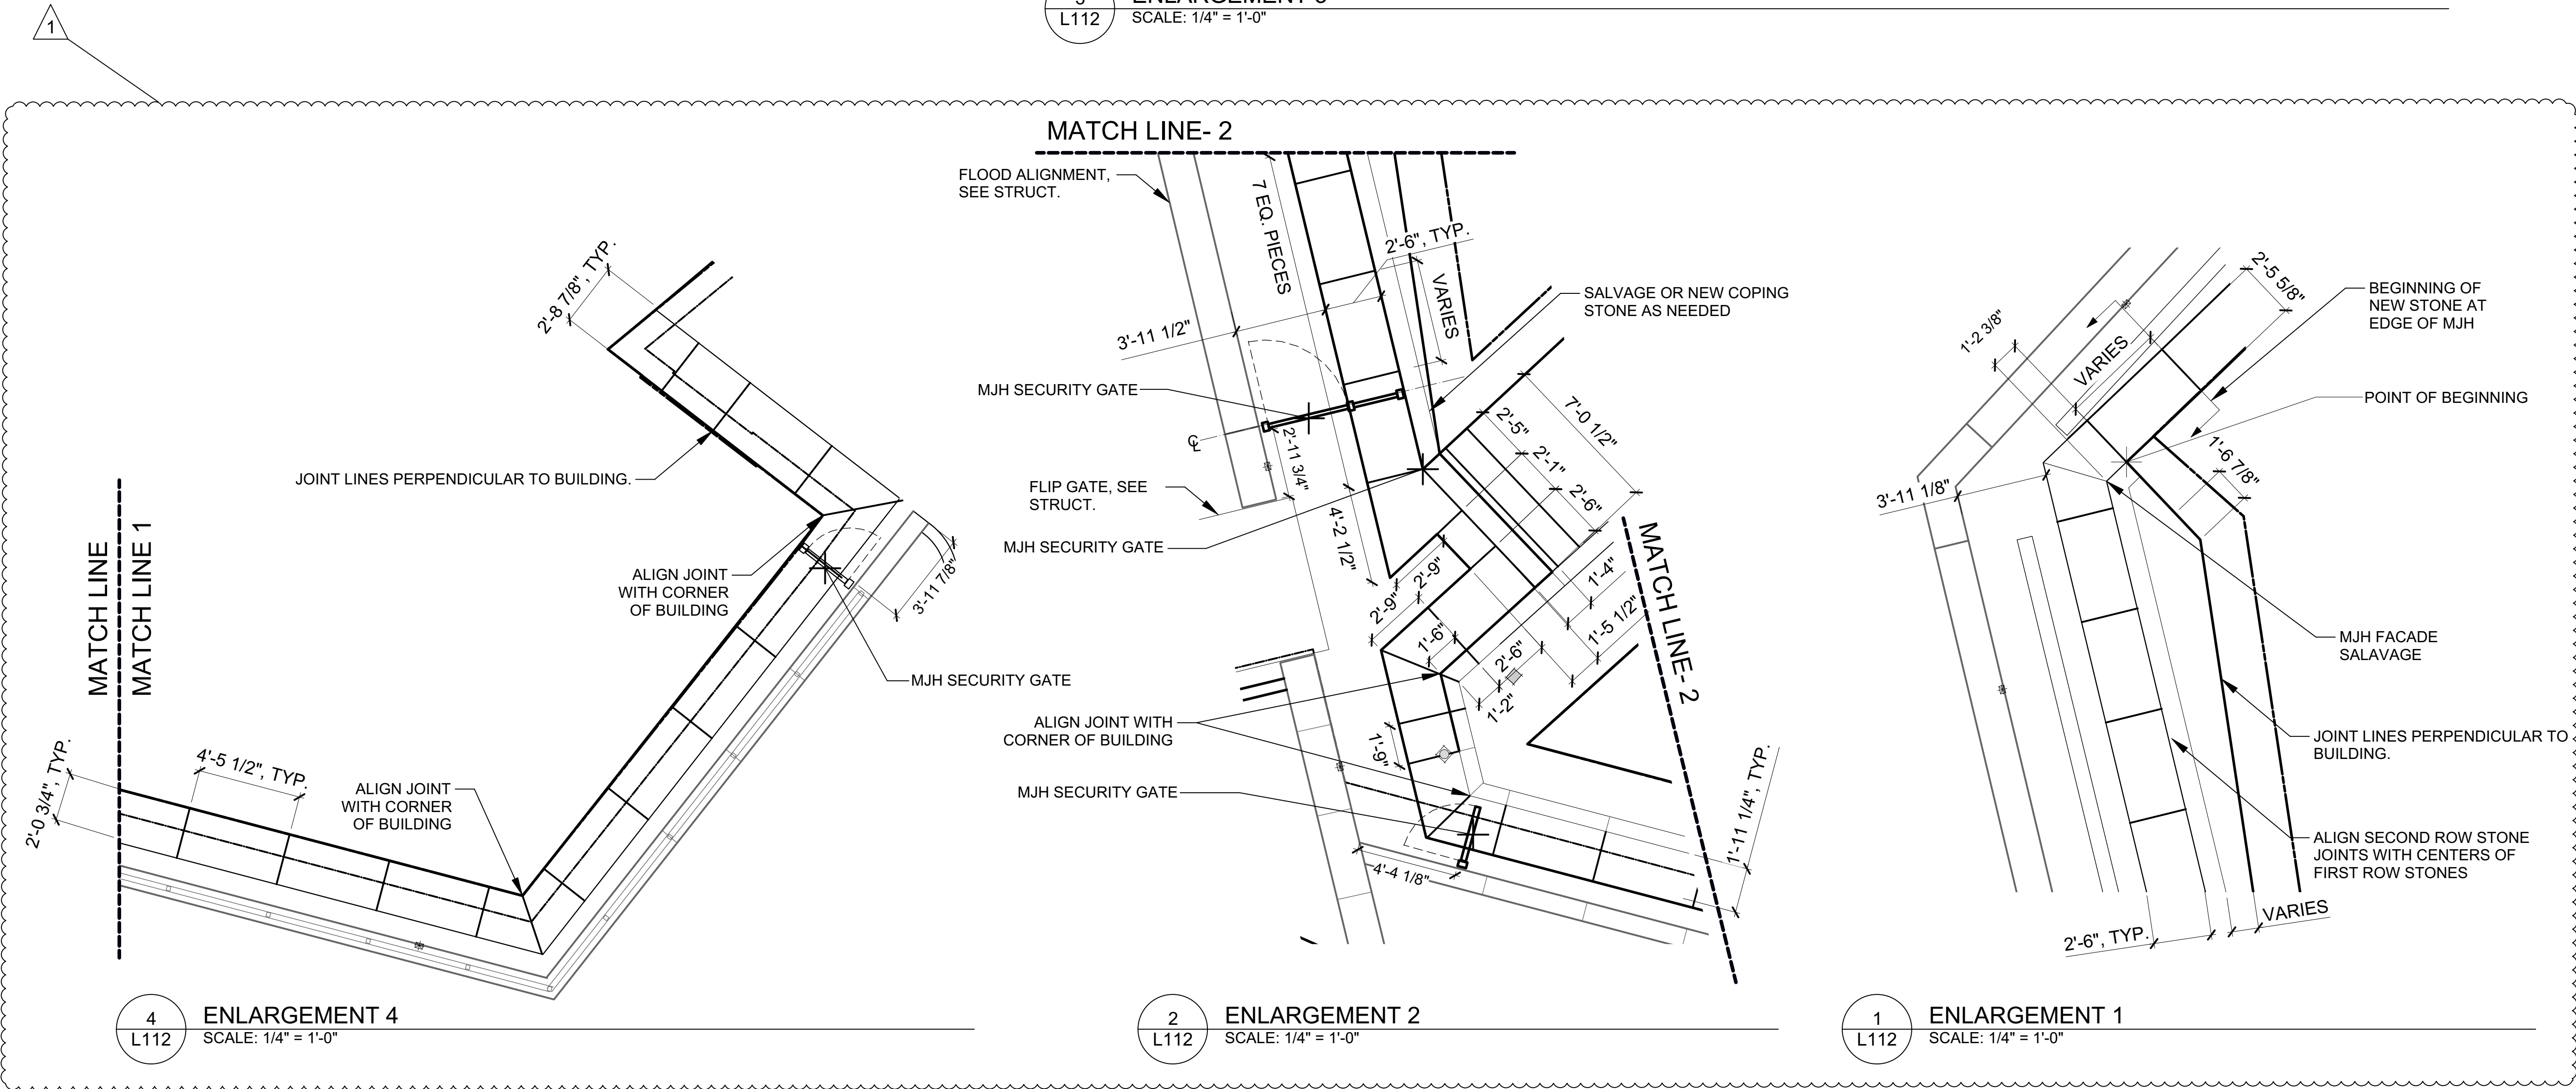 L112
SCALE: 1/4" = 1'-0"
1
MATCH LINE- 2
FLOOD ALIGNMENT,
SEE STRUCT.
7 EQ. PIECES
2'-6", TYP.
VARIES
SALVAGE OR NEW COPING
STONE AS NEEDED
3'-11 1/2"
MJH SECURITY GATE
7'-0 1/2"
2'-5"
2'-1"
2'-6"
2'-11 3/4"
FLIP GATE, SEE
STRUCT.
4'-2 1/2"
MJH SECURITY GATE
MATCH LINE- 2
2'-9"
2'-9"
1'-4"
1'-5 1/2"
1'-6"
2'-6"
1'-2"
ALIGN JOINT WITH
CORNER OF BUILDING
1'-9"
MJH SECURITY GATE
4'-4 1/8"
1'-11 1/4", TYP.
2'-8 7/8", TYP.
JOINT LINES PERPENDICULAR TO BUILDING.
MATCH LINE
MATCH LINE 1
ALIGN JOINT
WITH CORNER
OF BUILDING
3'-11 7/8"
MJH SECURITY GATE
2'-0 3/4", TYP.
4'-5 1/2", TYP.
ALIGN JOINT
WITH CORNER
OF BUILDING
2'-5 5/8"
BEGINNING OF
NEW STONE AT
EDGE OF MJH
1'-2 3/8"
VARIES
POINT OF BEGINNING
1'-6 7/8"
3'-11 1/8"
MJH FACADE
SALAVAGE
JOINT LINES PERPENDICULAR TO
BUILDING.
ALIGN SECOND ROW STONE
JOINTS WITH CENTERS OF
FIRST ROW STONES
VARIES
2'-6", TYP.
4
L112
ENLARGEMENT 4
SCALE: 1/4" = 1'-0"
2
L112
ENLARGEMENT 2
SCALE: 1/4" = 1'-0"
1
L112
ENLARGEMENT 1
SCALE: 1/4" = 1'-0"